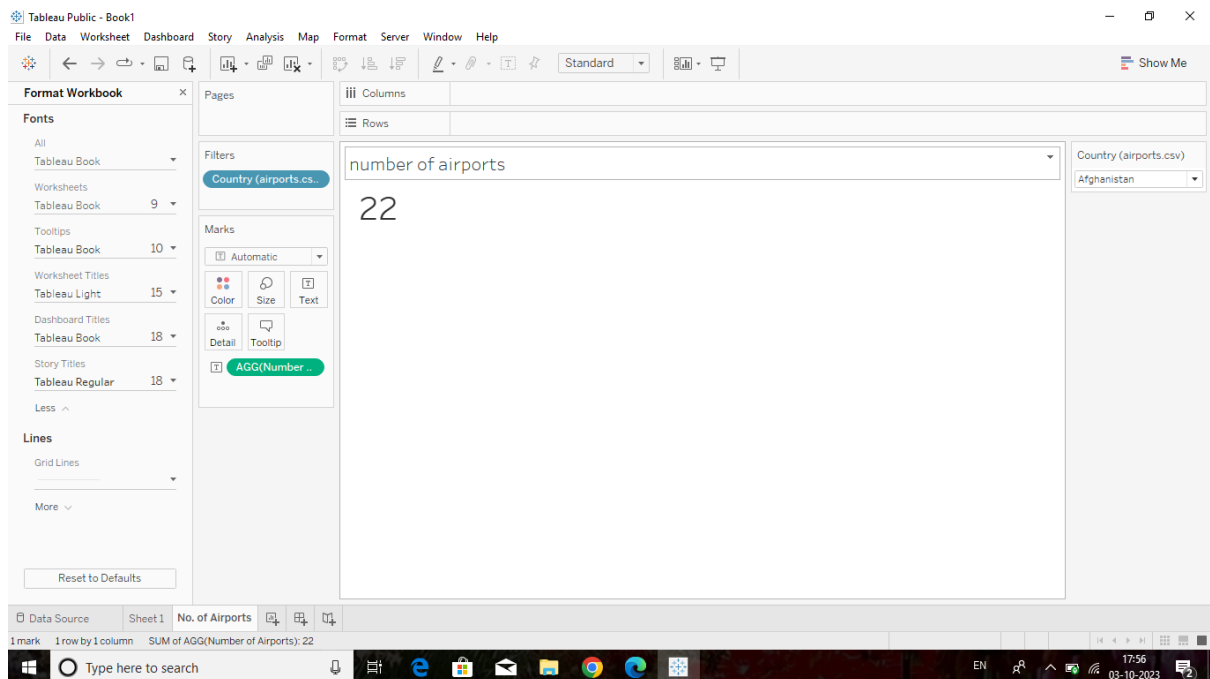 Tableau Public - Book1
File Data Worksheet Dashboard Story Analysis Map Format Server Window Help
Standard
Show Me
Format Workbook
Fonts
All
Tableau Book
Worksheets
Tableau Book 9
Tooltips
Tableau Book 10
Worksheet Titles
Tableau Light 15
Dashboard Titles
Tableau Book 18
Story Titles
Tableau Regular 18
Less
Lines
Grid Lines
More
Reset to Defaults
Pages
Filters
Country (airports.cs..
Marks
Automatic
Color Size Text
Detail Tooltip
AGG(Number ..
Columns
Rows
number of airports
22
Country (airports.csv)
Afghanistan
Data Source Sheet 1 No. of Airports
1 mark 1 row by 1 column SUM of AGG(Number of Airports): 22
Type here to search
EN
17:56
03-10-2023
2